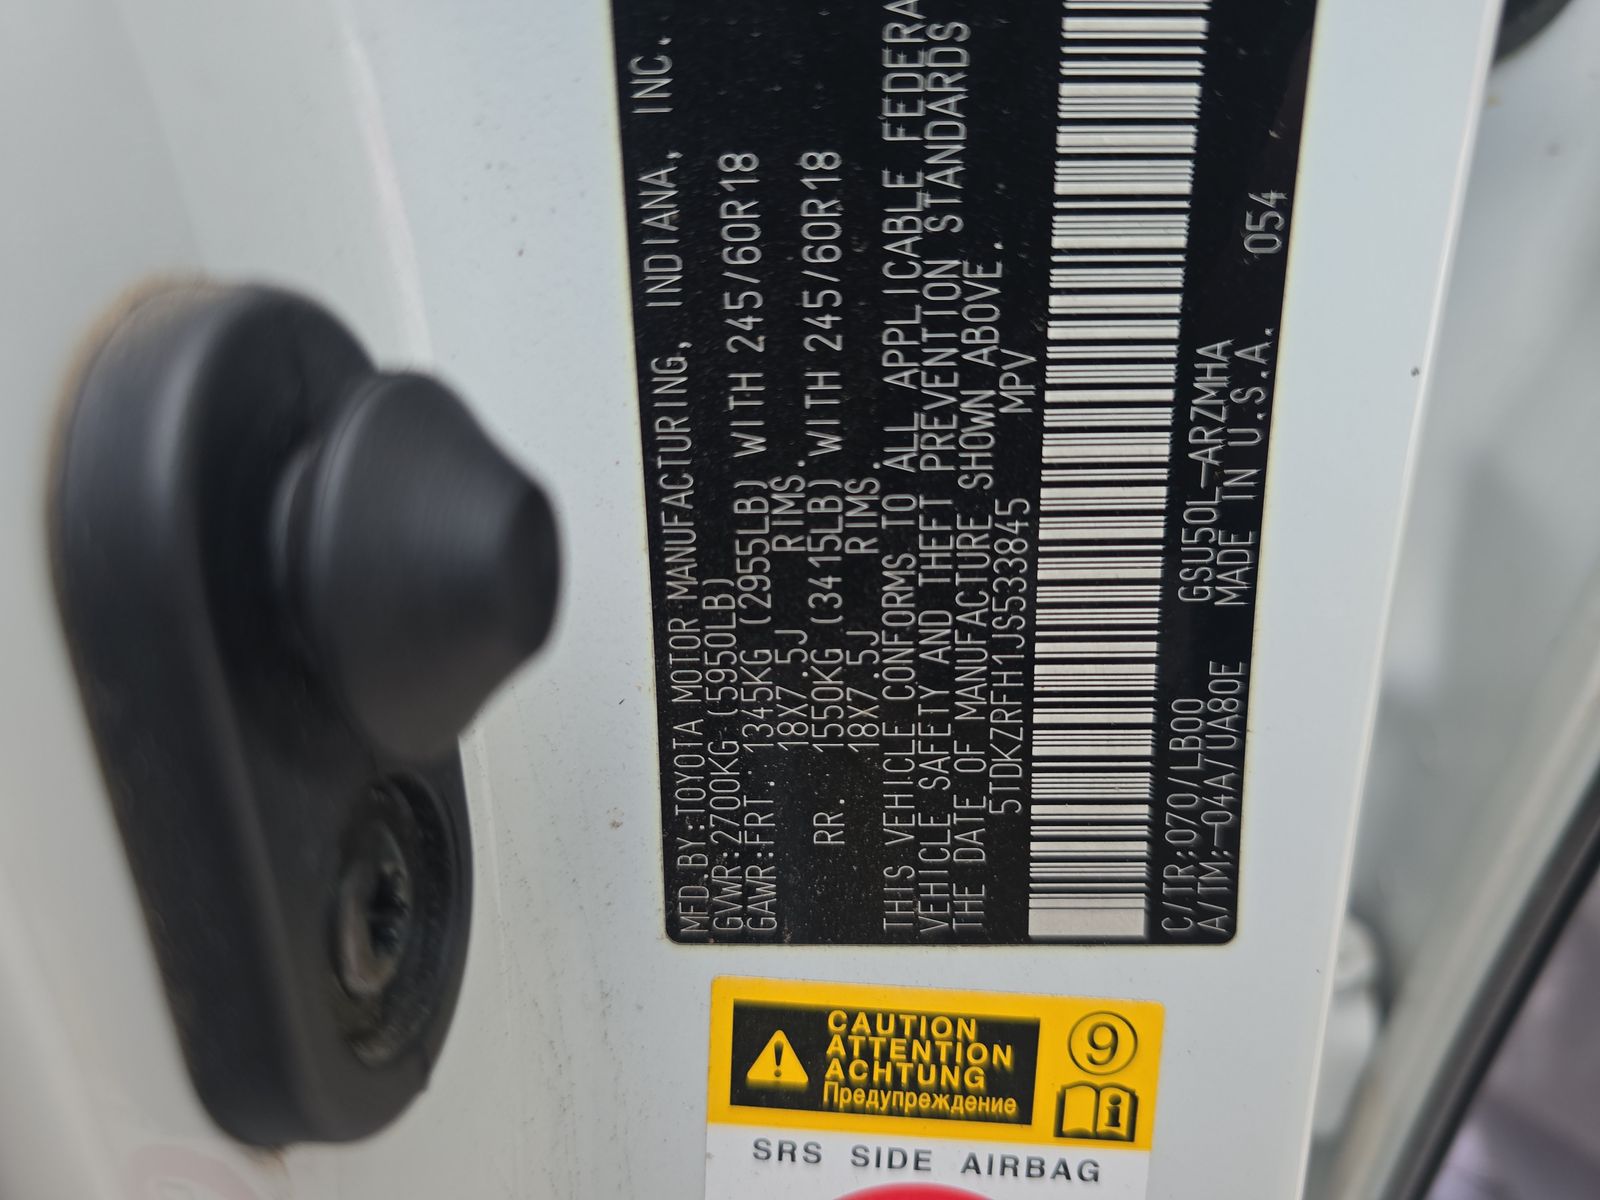 MFD.BY:TOYOTA MOTOR MANUFACTURING, INDIANA, INC.
GVWR:2700KG(5950LB)
GAWR:FRT. 1345KG (2955LB) WITH 245/60R18
18X7.5J RIMS.
RR. 1550KG (3415LB) WITH 245/60R18
18X7.5J RIMS.
THIS VEHICLE CONFORMS TO ALL APPLICABLE
VEHICLE SAFETY AND THEFT PREVENTION STANDARDS
THE DATE OF MANUFACTURE SHOWN ABOVE.
5TDKZRFH1JS533845 MPV
C/TR:070/LB00 GSU50L-ARZMHA
A/TM:-04A/UA80E MADE IN U.S.A. 054
CAUTION
ATTENTION
ACHTUNG
Предупреждение
9
i
SRS SIDE AIRBAG